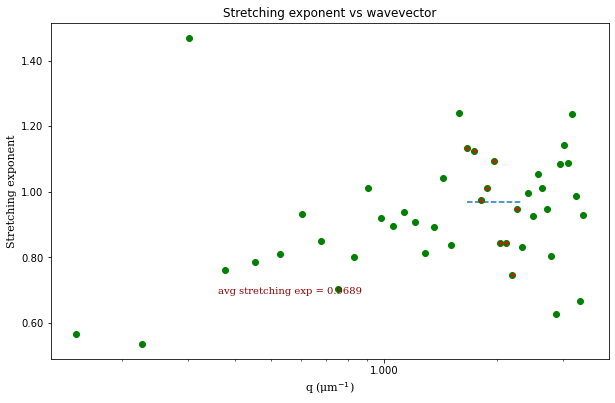 Stretching exponent vs wavevector
1.40
1.20
1.00
0.80
0.60
Stretching exponent
avg stretching exp = 0.9689
1.000
q (μm⁻¹)